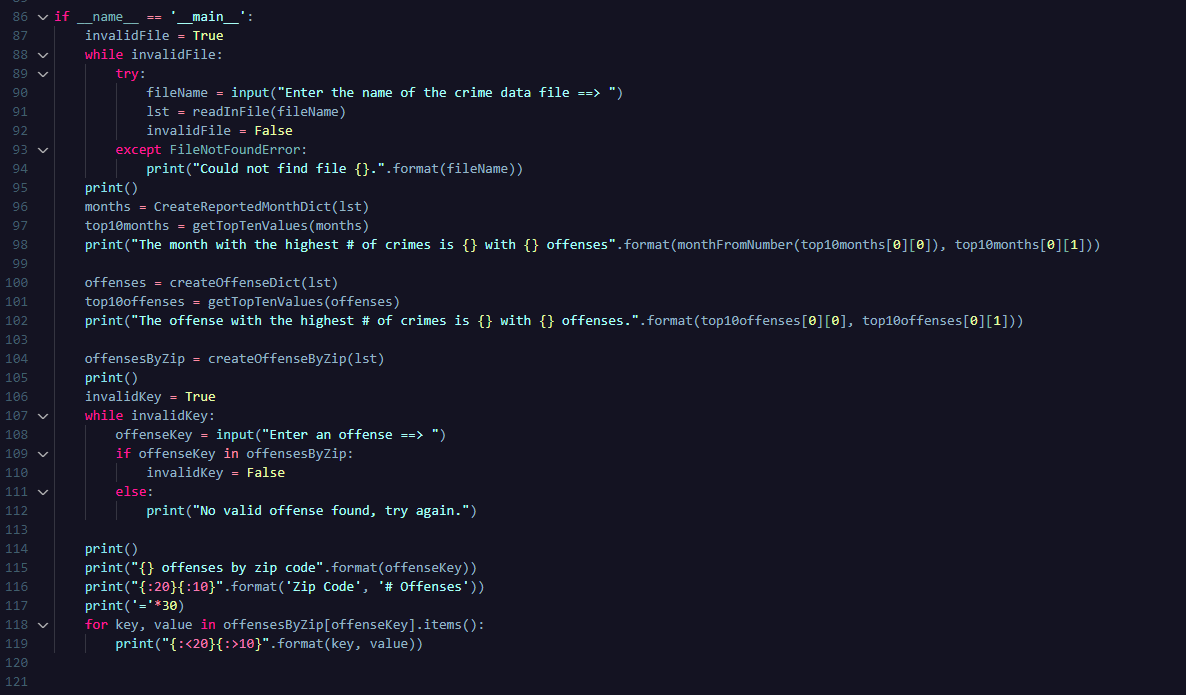 86 if __name__ == '__main__':
87     invalidFile = True
88     while invalidFile:
89         try:
90             fileName = input("Enter the name of the crime data file ==> ")
91             lst = readInFile(fileName)
92             invalidFile = False
93         except FileNotFoundError:
94             print("Could not find file {}.".format(fileName))
95     print()
96     months = CreateReportedMonthDict(lst)
97     top10months = getTopTenValues(months)
98     print("The month with the highest # of crimes is {} with {} offenses".format(monthFromNumber(top10months[0][0]), top10months[0][1]))
99
100     offenses = createOffenseDict(lst)
101     top10offenses = getTopTenValues(offenses)
102     print("The offense with the highest # of crimes is {} with {} offenses.".format(top10offenses[0][0], top10offenses[0][1]))
103
104     offensesByZip = createOffenseByZip(lst)
105     print()
106     invalidKey = True
107     while invalidKey:
108         offenseKey = input("Enter an offense ==> ")
109         if offenseKey in offensesByZip:
110             invalidKey = False
111         else:
112             print("No valid offense found, try again.")
113
114     print()
115     print("{} offenses by zip code".format(offenseKey))
116     print("{:20}{:10}".format('Zip Code', '# Offenses'))
117     print('='*30)
118     for key, value in offensesByZip[offenseKey].items():
119         print("{:<20}{:>10}".format(key, value))
120
121